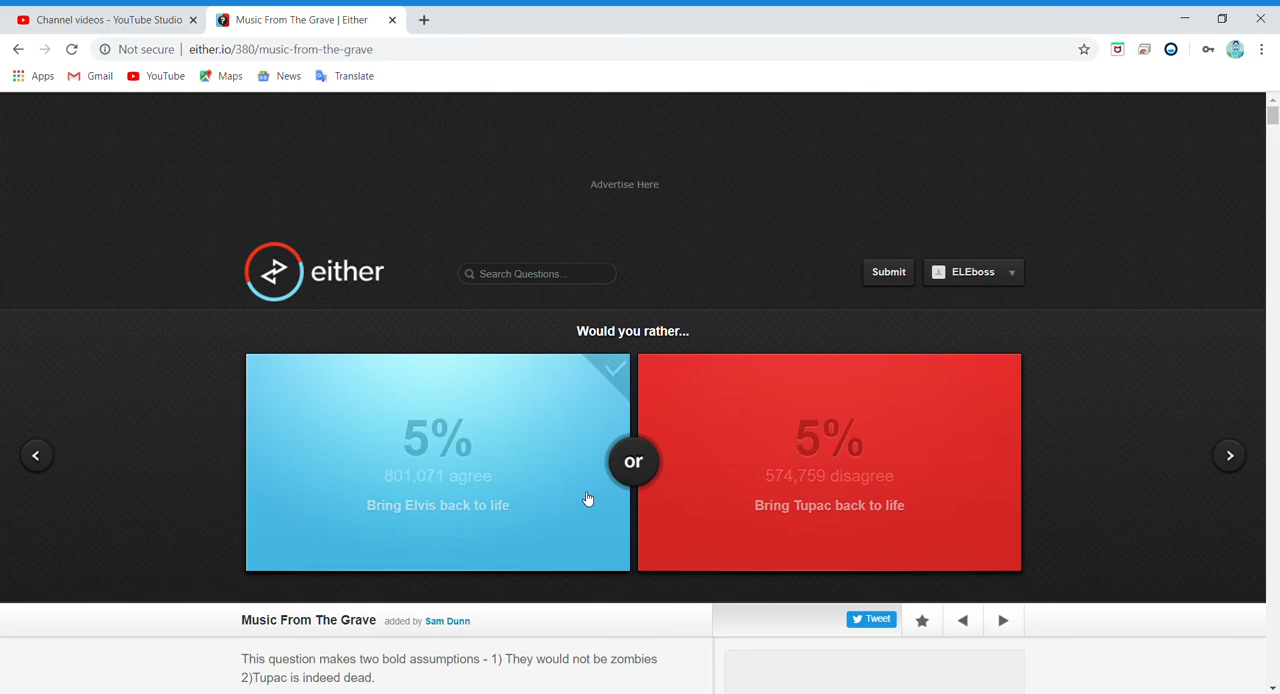 Channel videos - YouTube Studio
Music From The Grave | Either
Not secure | either.io/380/music-from-the-grave
Apps Gmail YouTube Maps News Translate
Advertise Here
either
Search Questions...
Submit
ELEboss
Would you rather...
5%
801,071 agree
Bring Elvis back to life
or
5%
574,759 disagree
Bring Tupac back to life
Music From The Grave added by Sam Dunn
Tweet
This question makes two bold assumptions - 1) They would not be zombies
2)Tupac is indeed dead.